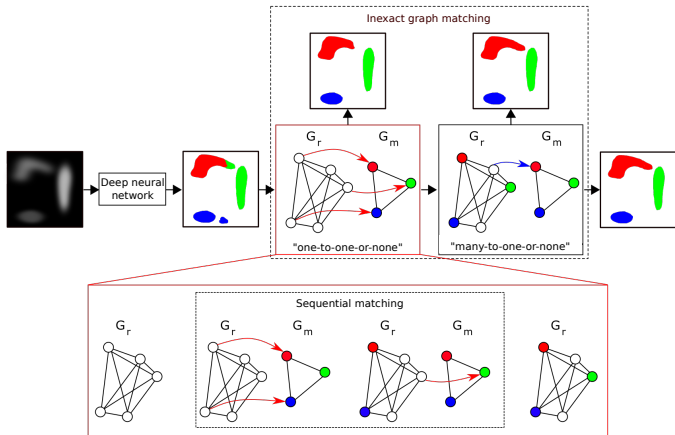 Inexact graph matching
G_r G_m G_r G_m
Deep neural
network
"one-to-one-or-none" "many-to-one-or-none"
Sequential matching
G_r G_r G_m G_r G_m G_r